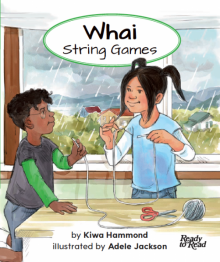 Whai
String Games
by Kiwa Hammond
illustrated by Adele Jackson
Ready
to Read